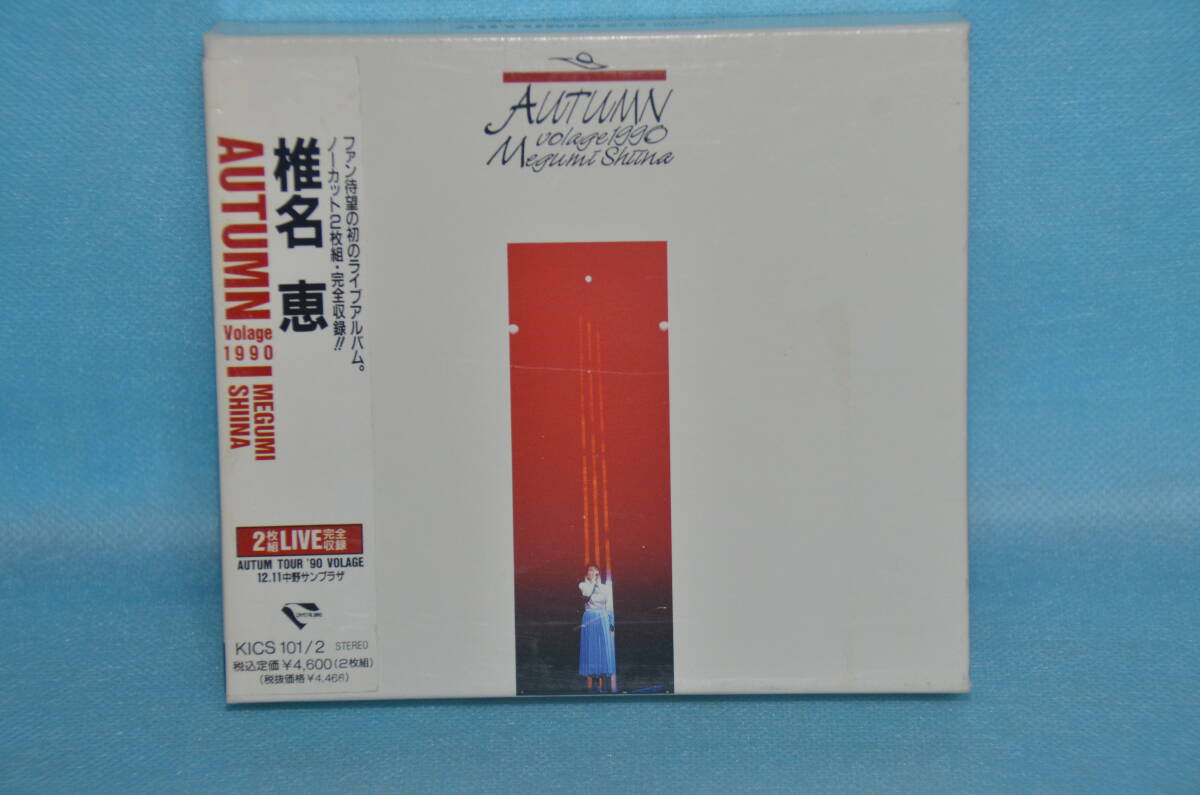 椎名 恵
ファン待望の初のライブアルバム。
ノーカット2枚組・完全収録!!
AUTUMN
Volage
1990
MEGUMI
SHIINA
2枚組LIVE完全収録
AUTUM TOUR '90 VOLAGE
12.11中野サンプラザ
KICS 101/2 STEREO
税込定価¥4,600(2枚組)
(税抜価格¥4,466)
AUTUMN
Volage1990
Megumi Shiina